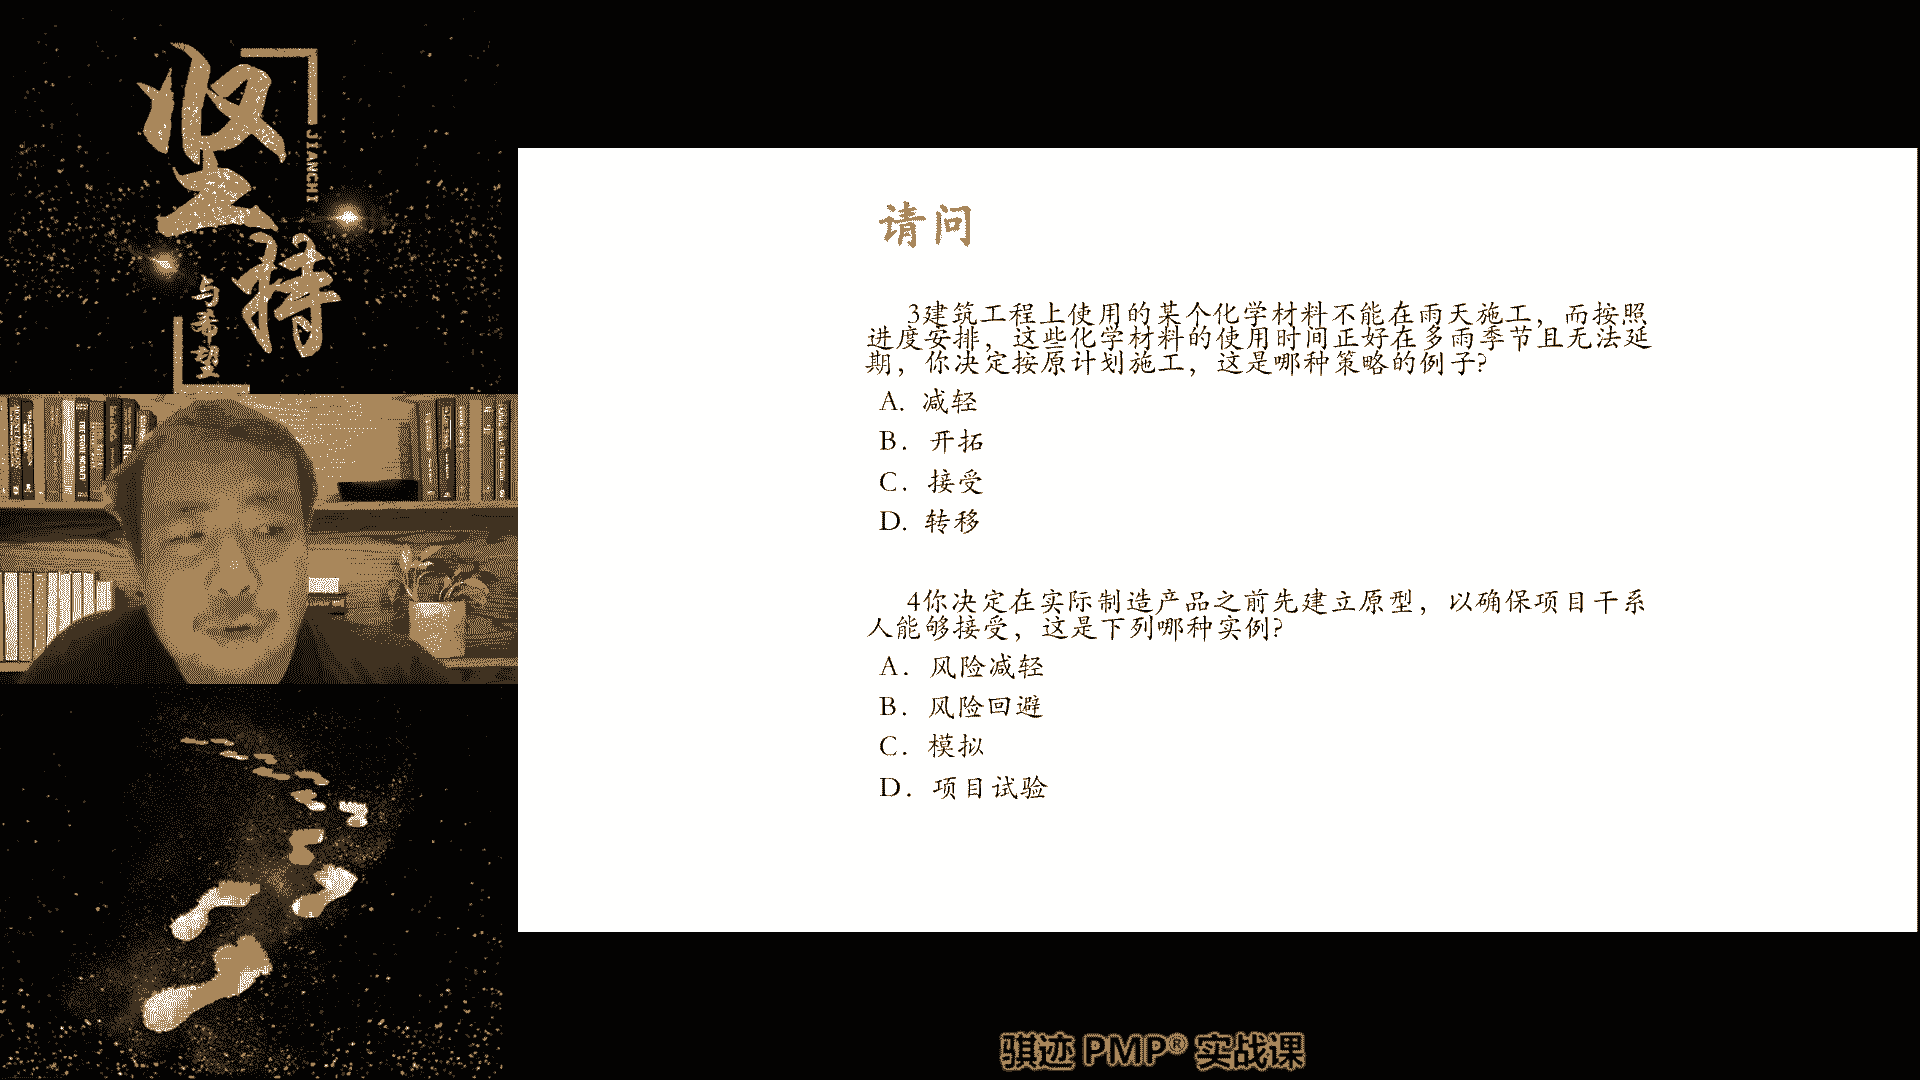 坚持
JIANCHI
与希望
请问
3建筑工程上使用的某个化学材料不能在雨天施工，而按照
进度安排，这些化学材料的使用时间正好在多雨季节且无法延
期，你决定按原计划施工，这是哪种策略的例子?
A. 减轻
B. 开拓
C. 接受
D. 转移
4你决定在实际制造产品之前先建立原型，以确保项目干系
人能够接受，这是下列哪种实例?
A. 风险减轻
B. 风险回避
C. 模拟
D. 项目试验
骐迹 PMP® 实战课